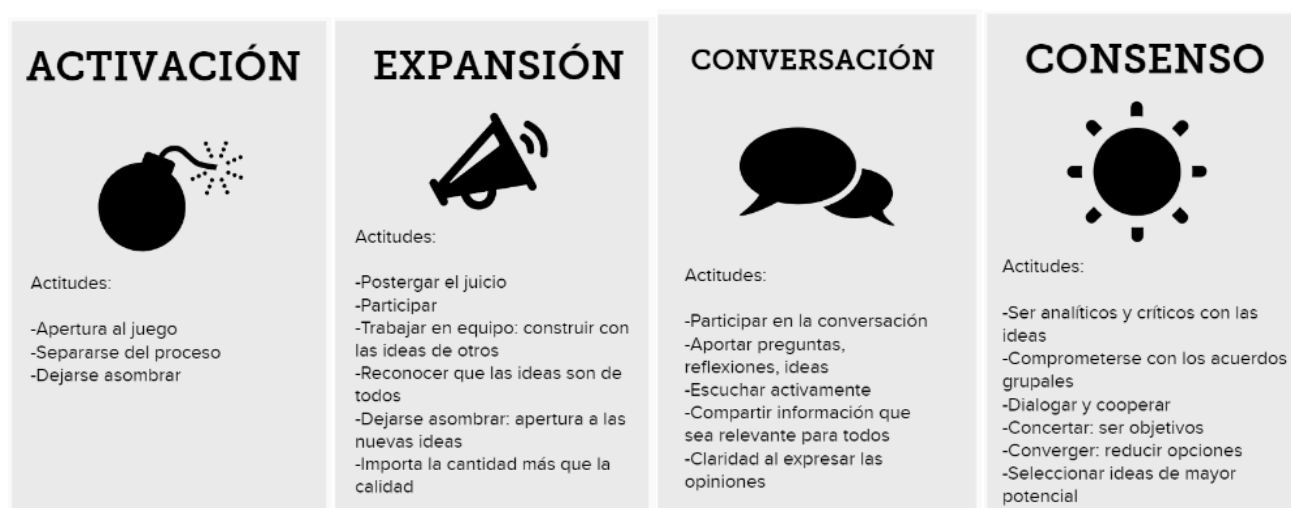 ACTIVACIÓN
Actitudes:
-Apertura al juego
-Separarse del proceso
-Dejarse asombrar
EXPANSIÓN
Actitudes:
-Postergar el juicio
-Participar
-Trabajar en equipo: construir con
las ideas de otros
-Reconocer que las ideas son de
todos
-Dejarse asombrar: apertura a las
nuevas ideas
-Importa la cantidad más que la
calidad
CONVERSACIÓN
Actitudes:
-Participar en la conversación
-Aportar preguntas,
reflexiones, ideas
-Escuchar activamente
-Compartir información que
sea relevante para todos
-Claridad al expresar las
opiniones
CONSENSO
Actitudes:
-Ser analíticos y críticos con las
ideas
-Comprometerse con los acuerdos
grupales
-Dialogar y cooperar
-Concertar: ser objetivos
-Converger: reducir opciones
-Seleccionar ideas de mayor
potencial